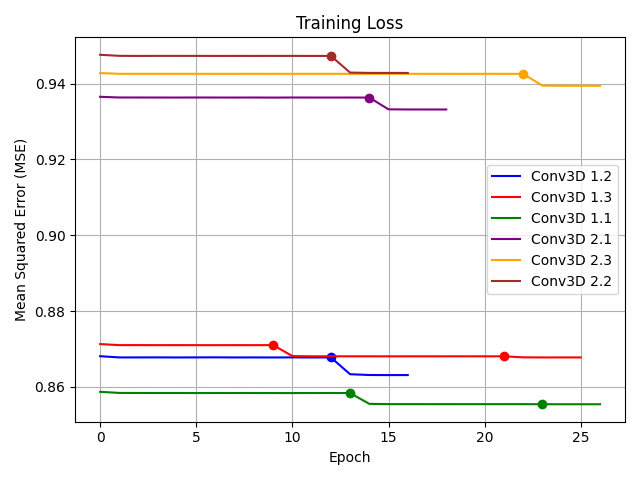 Training Loss
Mean Squared Error (MSE)
0.94
0.92
0.90
0.88
0.86
Conv3D 1.2
Conv3D 1.3
Conv3D 1.1
Conv3D 2.1
Conv3D 2.3
Conv3D 2.2
0 5 10 15 20 25
Epoch